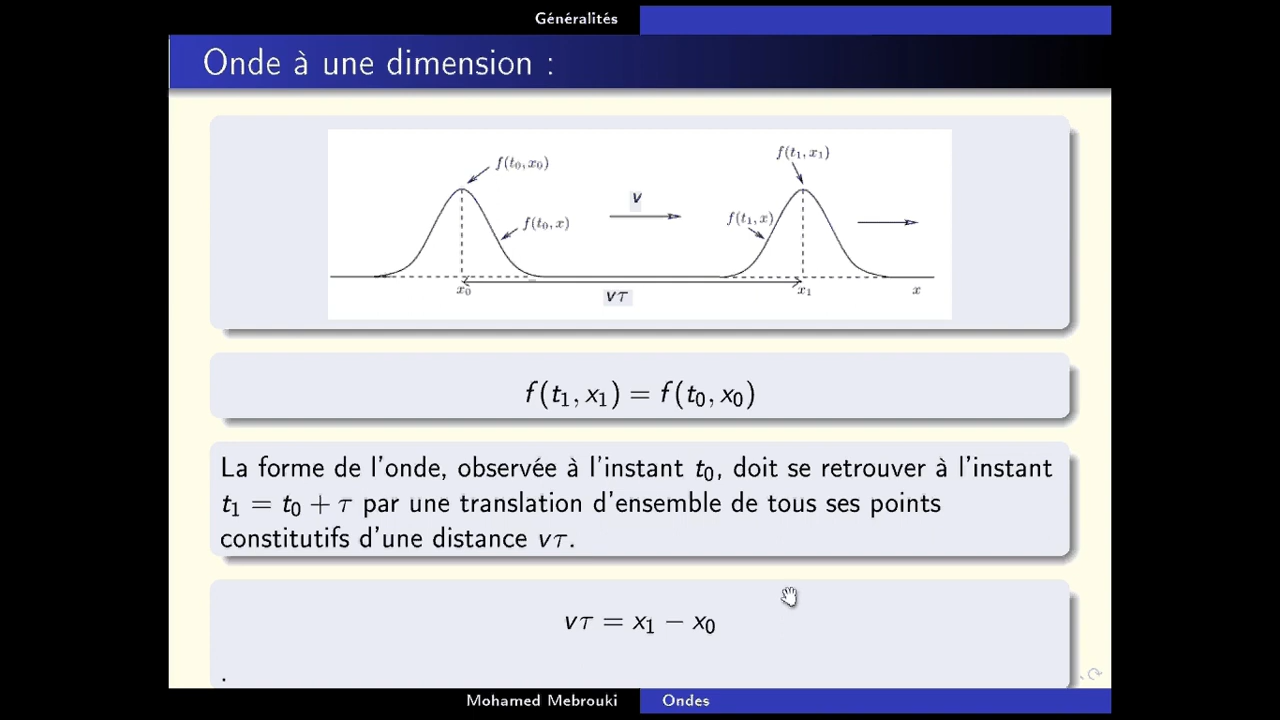 Généralités
Onde à une dimension :
f(t₀, x₀)
f(t₁, x₁)
v
f(t₀, x)
f(t₁, x)
x₀
vτ
x₁
x
f(t₁, x₁) = f(t₀, x₀)
La forme de l'onde, observée à l'instant t₀, doit se retrouver à l'instant
t₁ = t₀ + τ par une translation d'ensemble de tous ses points
constitutifs d'une distance vτ.
vτ = x₁ − x₀
.
Mohamed Mebrouki Ondes